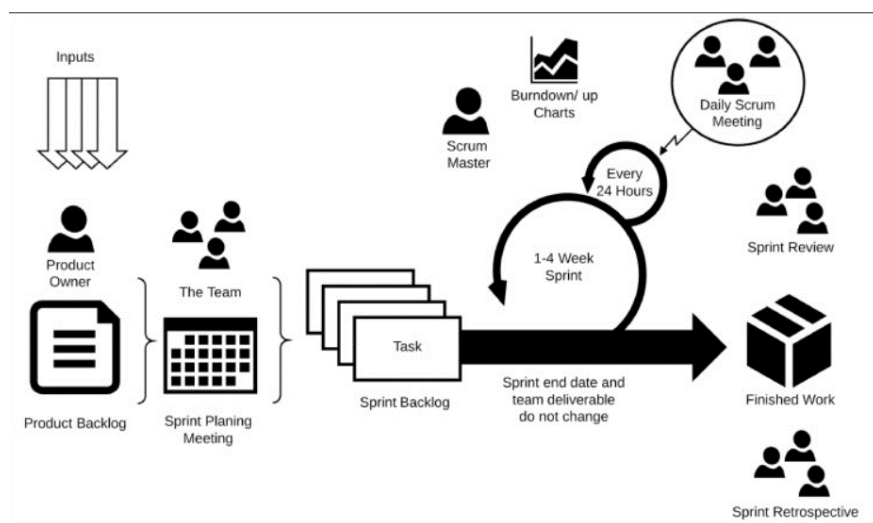 Inputs
Product
Owner
Product Backlog
The Team
Sprint Planing
Meeting
Task
Sprint Backlog
Scrum
Master
Burndown/ up
Charts
Daily Scrum
Meeting
Every
24 Hours
1-4 Week
Sprint
Sprint end date and
team deliverable
do not change
Sprint Review
Finished Work
Sprint Retrospective